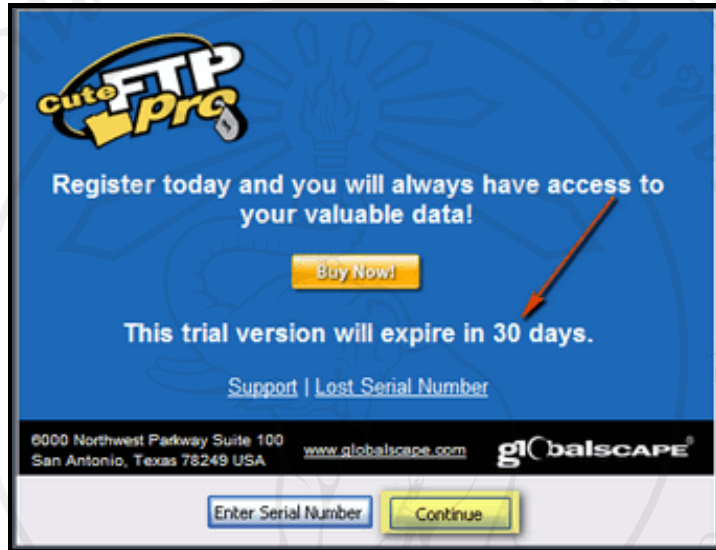 cute FTP
Pro
Register today and you will always have access to
your valuable data!
Buy Now!
This trial version will expire in 30 days.
Support | Lost Serial Number
6000 Northwest Parkway Suite 100
San Antonio, Texas 78249 USA
www.globalscape.com
globalSCAPE®
Enter Serial Number
Continue